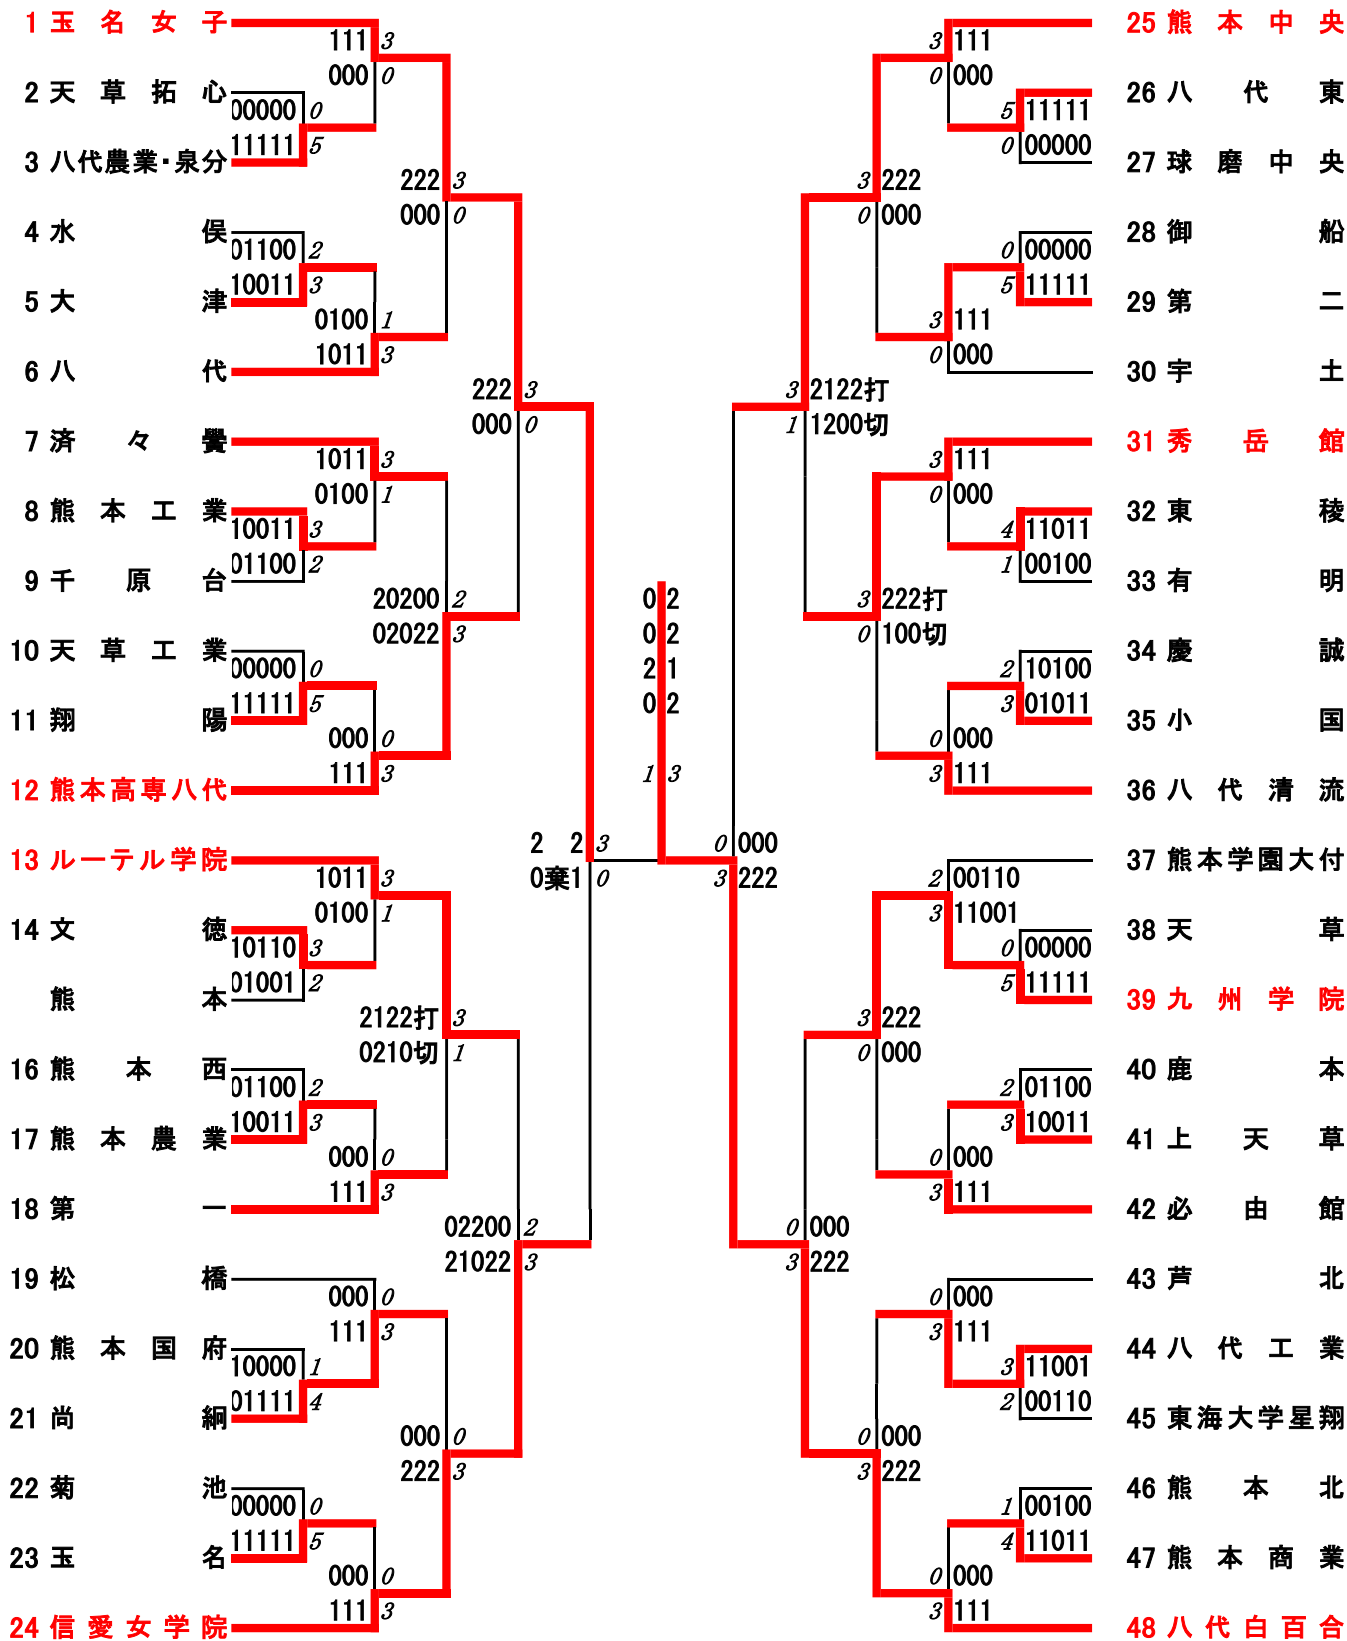 1 玉名女子
2 天草拓心
3 八代農業・泉分
4 水俣
5 大津
6 八代
7 済々黌
8 熊本工業
9 千原台
10 天草工業
11 翔陽
12 熊本高専八代
13 ルーテル学院
14 文徳
熊本
16 熊本西
17 熊本農業
18 第一
19 松橋
20 熊本国府
21 尚絅
22 菊池
23 玉名
24 信愛女学院
00000 0
11111 5
01100 2
10011 3
10011 3
01100 2
00000 0
11111 5
10110 3
01001 2
01100 2
10011 3
10000 1
01111 4
00000 0
11111 5
111 3
000 0
0100 1
1011 3
1011 3
0100 1
000 0
111 3
1011 3
0100 1
000 0
111 3
000 0
111 3
000 0
111 3
222 3
000 0
20200 2
02022 3
2122打 3
0210切 1
000 0
222 3
222 3
000 0
02200 2
21022 3
2 2 3
0棄1 0
0 2
0 2
2 1
0 2
1 3
0 000
3 222
3 2122打
1 1200切
0 000
3 222
3 222
0 000
3 222打
0 100切
3 222
0 000
0 000
3 222
3 111
0 000
3 111
0 000
3 111
0 000
0 000
3 111
2 00110
3 11001
0 000
3 111
0 000
3 111
0 000
3 111
5 11111
0 00000
0 00000
5 11111
4 11011
1 00100
2 10100
3 01011
0 00000
5 11111
2 01100
3 10011
3 11001
2 00110
1 00100
4 11011
25 熊本中央
26 八代東
27 球磨中央
28 御船
29 第二
30 宇土
31 秀岳館
32 東稜
33 有明
34 慶誠
35 小国
36 八代清流
37 熊本学園大付
38 天草
39 九州学院
40 鹿本
41 上天草
42 必由館
43 芦北
44 八代工業
45 東海大学星翔
46 熊本北
47 熊本商業
48 八代白百合